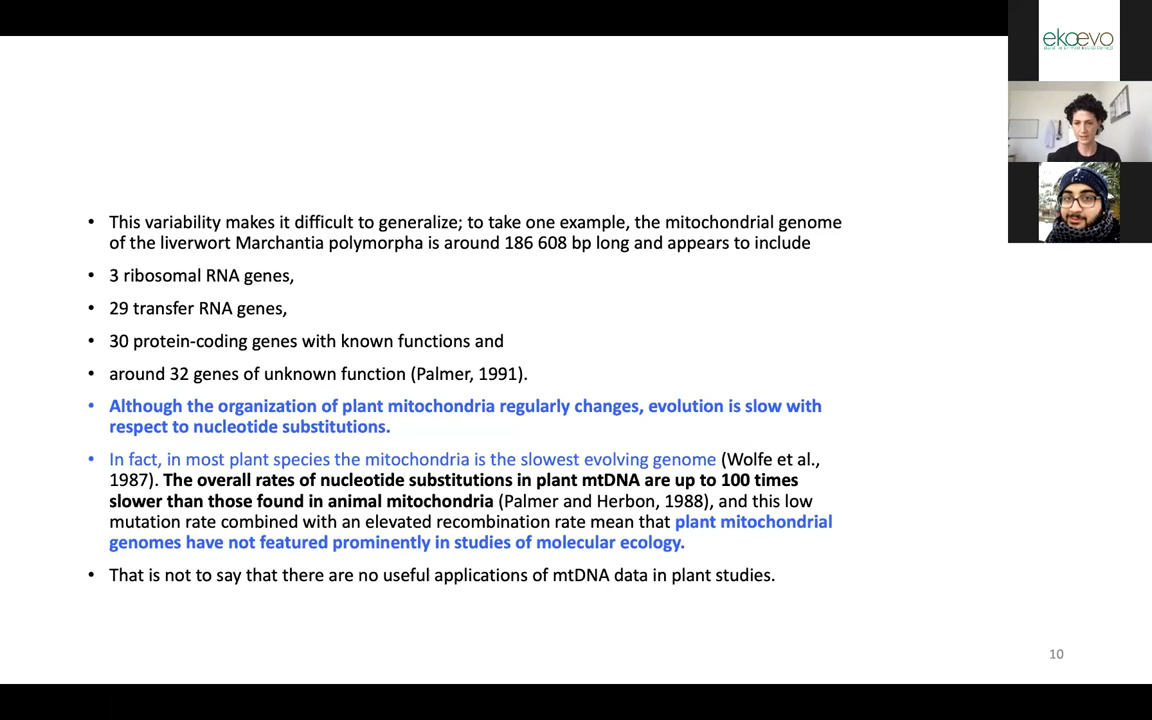 ekoevo
• This variability makes it difficult to generalize; to take one example, the mitochondrial genome
of the liverwort Marchantia polymorpha is around 186 608 bp long and appears to include
• 3 ribosomal RNA genes,
• 29 transfer RNA genes,
• 30 protein-coding genes with known functions and
• around 32 genes of unknown function (Palmer, 1991).
• Although the organization of plant mitochondria regularly changes, evolution is slow with
respect to nucleotide substitutions.
• In fact, in most plant species the mitochondria is the slowest evolving genome (Wolfe et al.,
1987). The overall rates of nucleotide substitutions in plant mtDNA are up to 100 times
slower than those found in animal mitochondria (Palmer and Herbon, 1988), and this low
mutation rate combined with an elevated recombination rate mean that plant mitochondrial
genomes have not featured prominently in studies of molecular ecology.
• That is not to say that there are no useful applications of mtDNA data in plant studies.
10